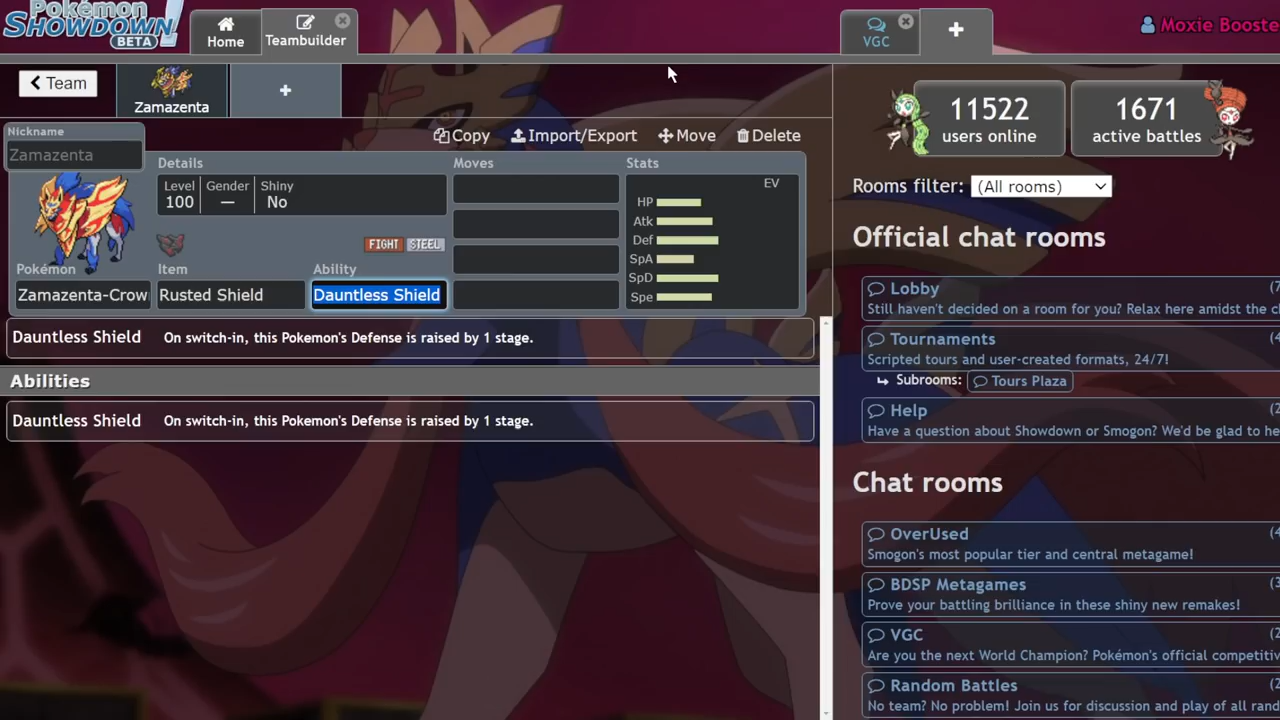 Pokémon
SHOWDOWN!
BETA
Home
Teambuilder
VGC
Moxie Booste
Team
Zamazenta
11522
users online
1671
active battles
Nickname
Zamazenta
Copy
Import/Export
Move
Delete
Rooms filter: (All rooms)
Details
Moves
Stats
EV
Level
100
Gender
—
Shiny
No
HP
Atk
Def
SpA
SpD
Spe
FIGHT STEEL
Pokémon
Zamazenta-Crow
Item
Rusted Shield
Ability
Dauntless Shield
Dauntless Shield On switch-in, this Pokemon's Defense is raised by 1 stage.
Abilities
Dauntless Shield On switch-in, this Pokemon's Defense is raised by 1 stage.
Official chat rooms
Lobby (7
Still haven't decided on a room for you? Relax here amidst the c
Tournaments (4
Scripted tours and user-created formats, 24/7!
Subrooms: Tours Plaza
Help (2
Have a question about Showdown or Smogon? We'd be glad to he
Chat rooms
OverUsed (4
Smogon's most popular tier and central metagame!
BDSP Metagames (3
Prove your battling brilliance in these shiny new remakes!
VGC (2
Are you the next World Champion? Pokémon's official competitiv
Random Battles (2
No team? No problem! Join us for discussion and play of all rand